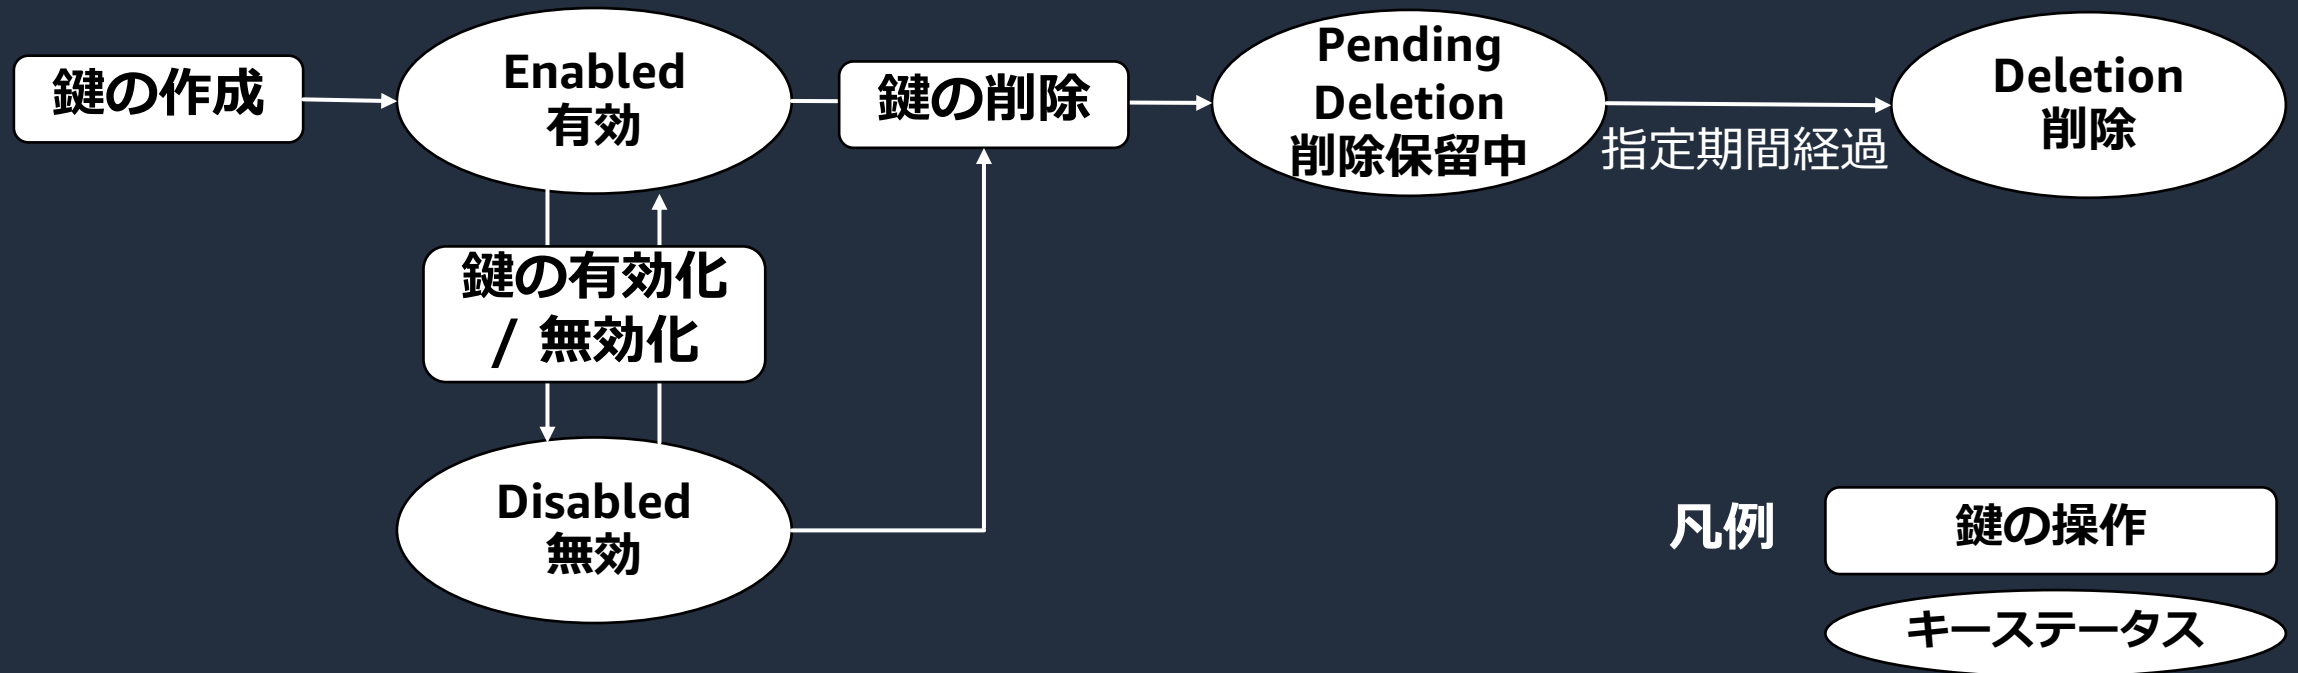 鍵の作成
Enabled
有効
鍵の削除
Pending
Deletion
削除保留中
指定期間経過
Deletion
削除
鍵の有効化
/ 無効化
Disabled
無効
凡例
鍵の操作
キーステータス